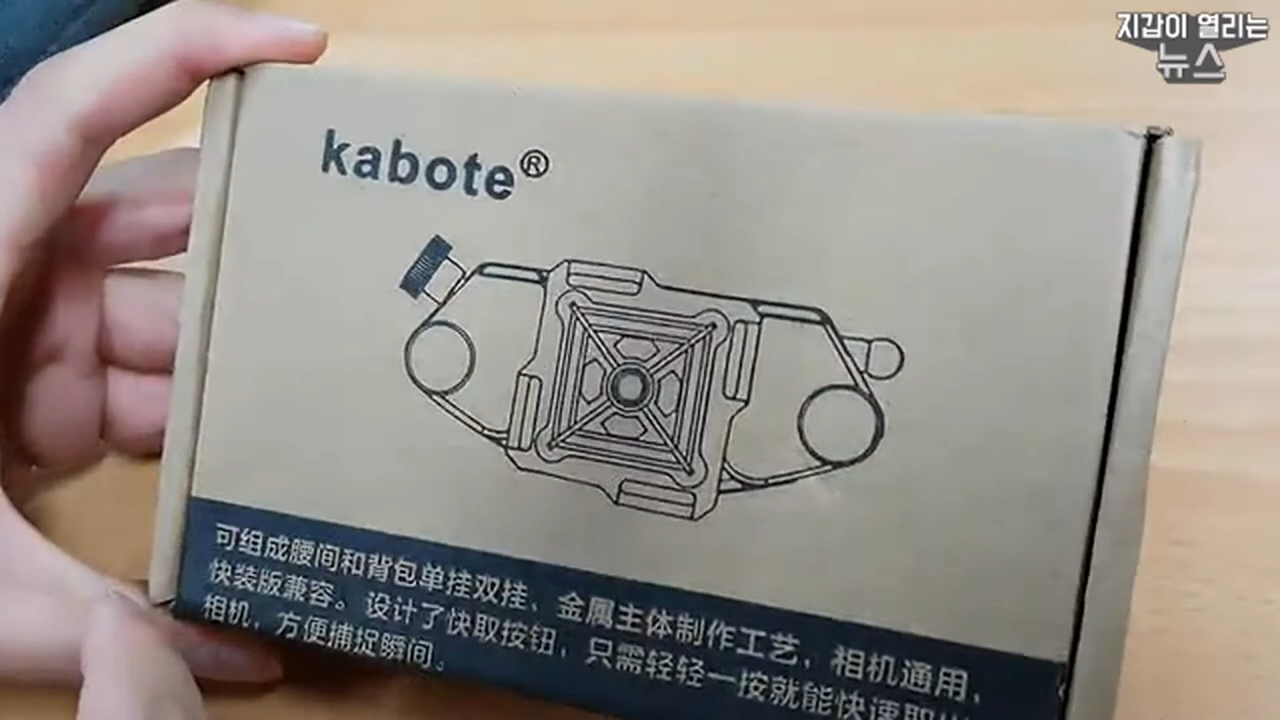 지갑이 열리는
뉴스
kabote®
可组成腰间和背包单挂双挂、金属主体制作工艺，相机通用，
快装版兼容。设计了快取按钮，只需轻轻一按就能快速取出
相机，方便捕捉瞬间。